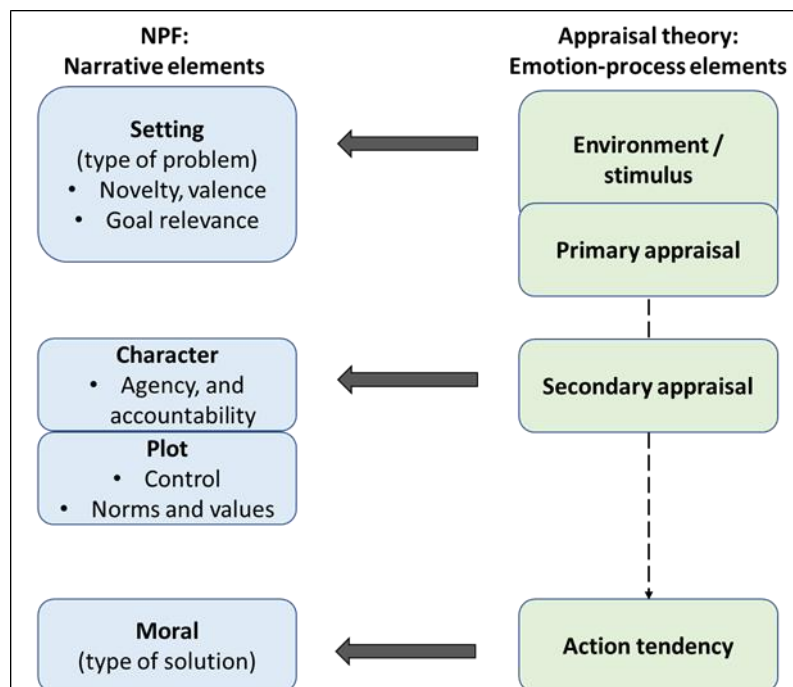 NPF:
Narrative elements
Appraisal theory:
Emotion-process elements
Setting
(type of problem)
• Novelty, valence
• Goal relevance
Environment /
stimulus
Primary appraisal
Character
• Agency, and
accountability
Secondary appraisal
Plot
• Control
• Norms and values
Moral
(type of solution)
Action tendency